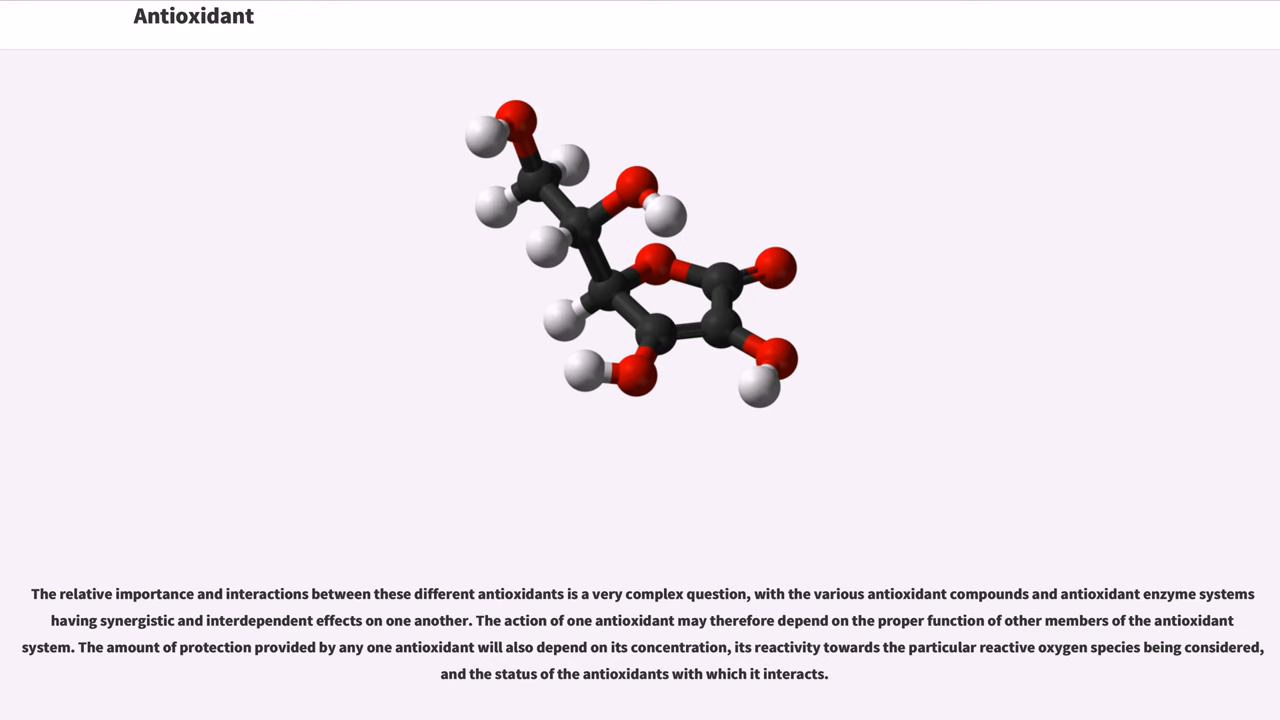 Antioxidant
The relative importance and interactions between these different antioxidants is a very complex question, with the various antioxidant compounds and antioxidant enzyme systems
having synergistic and interdependent effects on one another. The action of one antioxidant may therefore depend on the proper function of other members of the antioxidant
system. The amount of protection provided by any one antioxidant will also depend on its concentration, its reactivity towards the particular reactive oxygen species being considered,
and the status of the antioxidants with which it interacts.